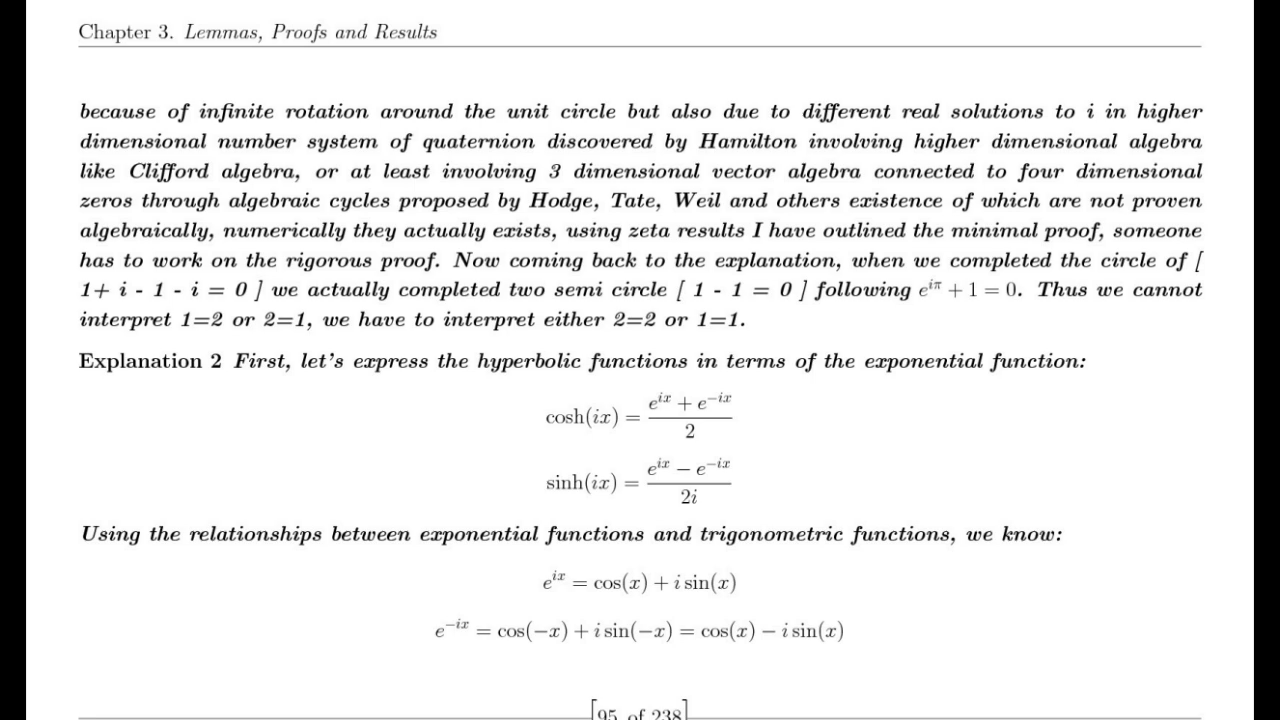 Chapter 3. Lemmas, Proofs and Results
because of infinite rotation around the unit circle but also due to different real solutions to i in higher
dimensional number system of quaternion discovered by Hamilton involving higher dimensional algebra
like Clifford algebra, or at least involving 3 dimensional vector algebra connected to four dimensional
zeros through algebraic cycles proposed by Hodge, Tate, Weil and others existence of which are not proven
algebraically, numerically they actually exists, using zeta results I have outlined the minimal proof, someone
has to work on the rigorous proof. Now coming back to the explanation, when we completed the circle of [
1+ i - 1 - i = 0 ] we actually completed two semi circle [ 1 - 1 = 0 ] following e^{iπ} + 1 = 0. Thus we cannot
interpret 1=2 or 2=1, we have to interpret either 2=2 or 1=1.
Explanation 2 First, let's express the hyperbolic functions in terms of the exponential function:
cosh(ix) = \frac{e^{ix} + e^{-ix}}{2}
sinh(ix) = \frac{e^{ix} - e^{-ix}}{2i}
Using the relationships between exponential functions and trigonometric functions, we know:
e^{ix} = cos(x) + i sin(x)
e^{-ix} = cos(−x) + i sin(−x) = cos(x) − i sin(x)
[95 of 238]